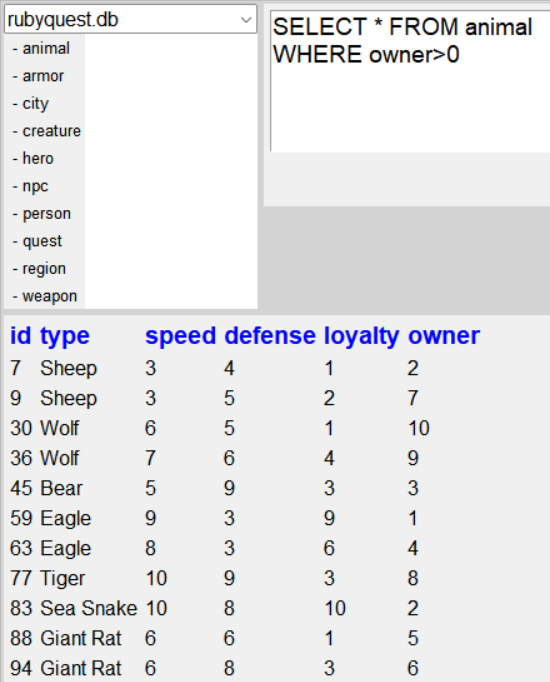 rubyquest.db
- animal
- armor
- city
- creature
- hero
- npc
- person
- quest
- region
- weapon
SELECT * FROM animal
WHERE owner>0
id type speed defense loyalty owner
7 Sheep 3 4 1 2
9 Sheep 3 5 2 7
30 Wolf 6 5 1 10
36 Wolf 7 6 4 9
45 Bear 5 9 3 3
59 Eagle 9 3 9 1
63 Eagle 8 3 6 4
77 Tiger 10 9 3 8
83 Sea Snake 10 8 10 2
88 Giant Rat 6 6 1 5
94 Giant Rat 6 8 3 6